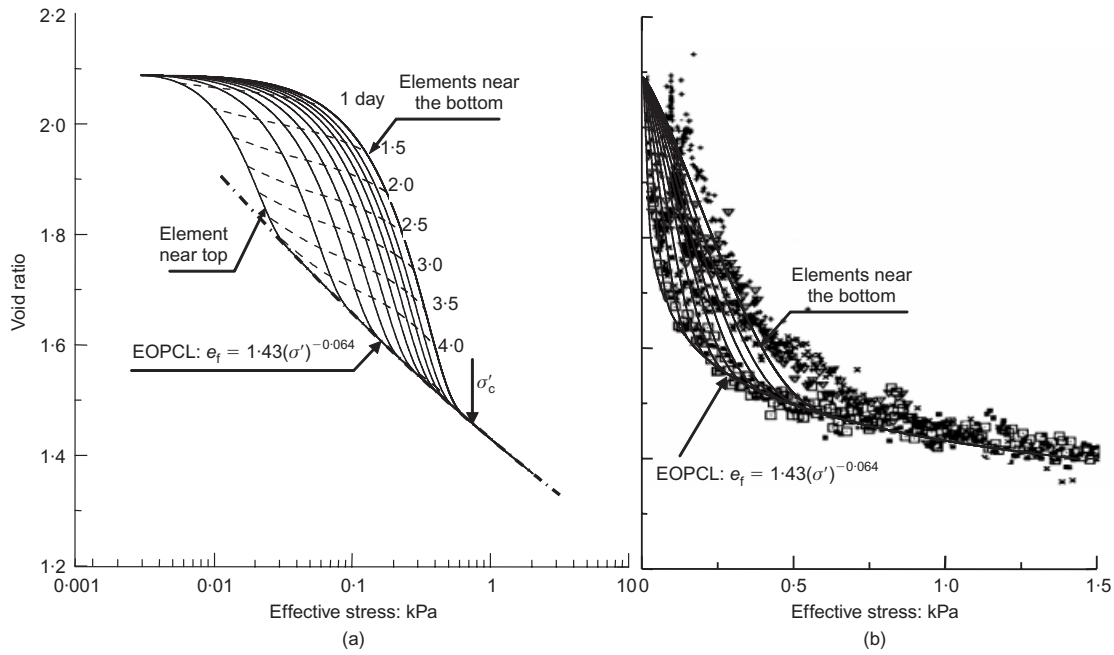 2·2
2·0
1·8
1·6
1·4
1·2
Void ratio
0·001
0·01
0·1
1
10
Effective stress: kPa
(a)
1 day
1·5
2·0
2·5
3·0
3·5
4·0
Elements near
the bottom
Element
near top
EOPCL: e_f = 1·43(σ′)^−0·064
σ′_c
0
0·5
1·0
1·5
Effective stress: kPa
(b)
Elements near
the bottom
EOPCL: e_f = 1·43(σ′)^−0·064